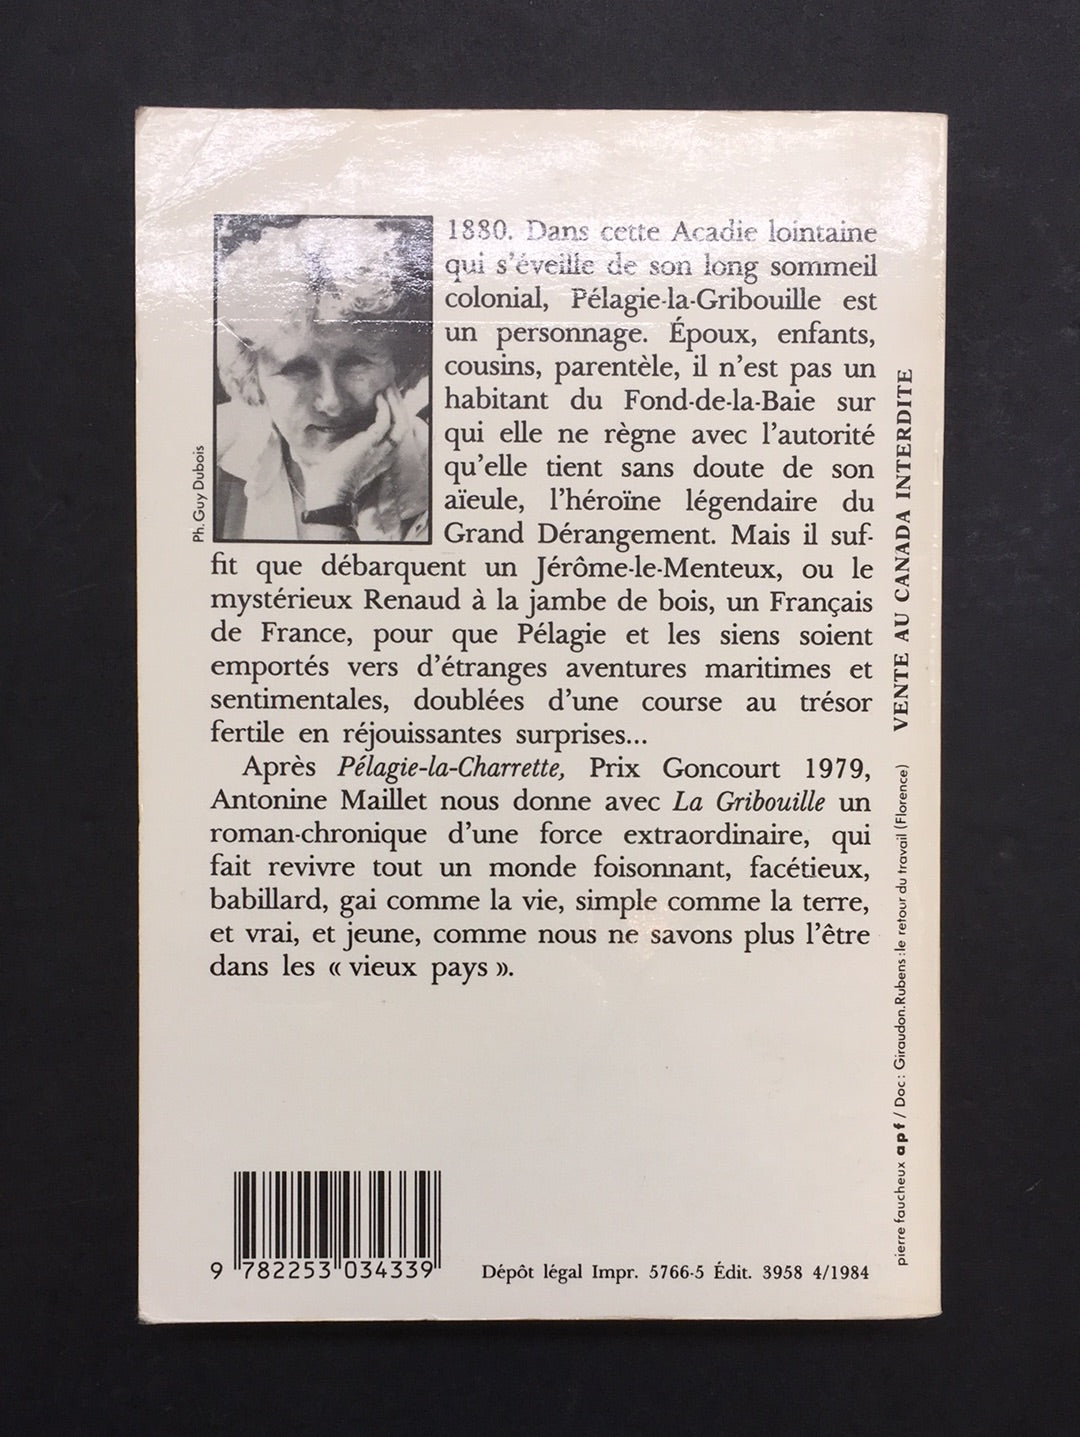 1880. Dans cette Acadie lointaine
qui s'éveille de son long sommeil
colonial, Pélagie-la-Gribouille est
un personnage. Époux, enfants,
cousins, parentèle, il n'est pas un
habitant du Fond-de-la-Baie sur
qui elle ne règne avec l'autorité
qu'elle tient sans doute de son
aïeule, l'héroïne légendaire du
Grand Dérangement. Mais il suf-
fit que débarquent un Jérôme-le-Menteux, ou le
mystérieux Renaud à la jambe de bois, un Français
de France, pour que Pélagie et les siens soient
emportés vers d'étranges aventures maritimes et
sentimentales, doublées d'une course au trésor
fertile en réjouissantes surprises...
Après Pélagie-la-Charrette, Prix Goncourt 1979,
Antonine Maillet nous donne avec La Gribouille un
roman-chronique d'une force extraordinaire, qui
fait revivre tout un monde foisonnant, facétieux,
babillard, gai comme la vie, simple comme la terre,
et vrai, et jeune, comme nous ne savons plus l'être
dans les « vieux pays ».
Ph. Guy Dubois
VENTE AU CANADA INTERDITE
pierre faucheux apf / Doc : Giraudon. Rubens : le retour du travail (Florence)
9 782253 034339
Dépôt légal Impr. 5766-5 Édit. 3958 4/1984